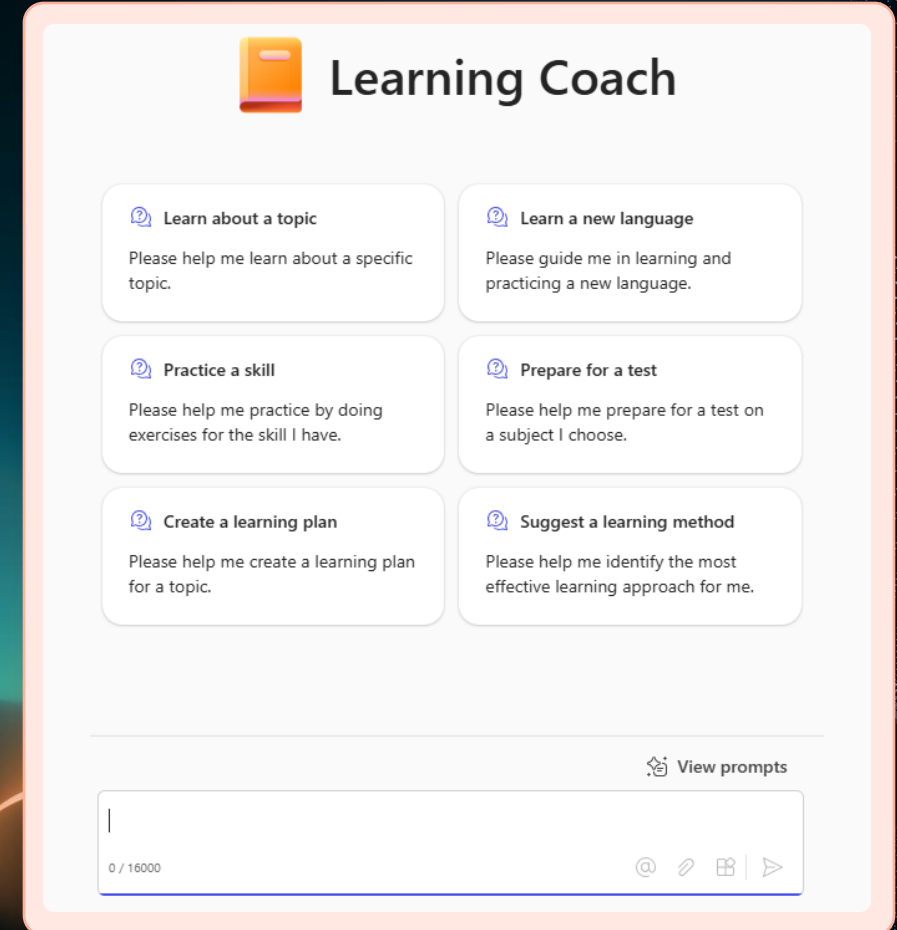 Learning Coach
Learn about a topic
Please help me learn about a specific
topic.
Learn a new language
Please guide me in learning and
practicing a new language.
Practice a skill
Please help me practice by doing
exercises for the skill I have.
Prepare for a test
Please help me prepare for a test on
a subject I choose.
Create a learning plan
Please help me create a learning plan
for a topic.
Suggest a learning method
Please help me identify the most
effective learning approach for me.
View prompts
0 / 16000